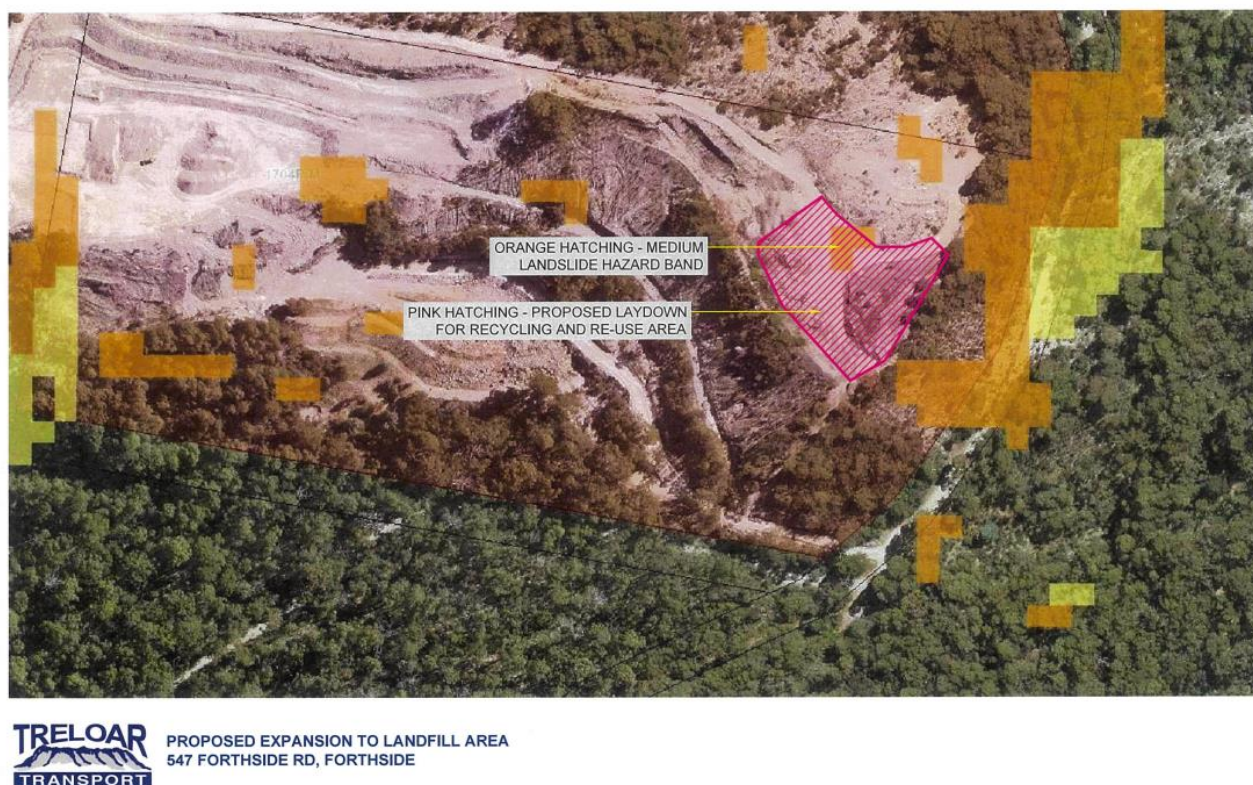 ORANGE HATCHING - MEDIUM
LANDSLIDE HAZARD BAND
PINK HATCHING - PROPOSED LAYDOWN
FOR RECYCLING AND RE-USE AREA
TRELOAR
TRANSPORT
PROPOSED EXPANSION TO LANDFILL AREA
547 FORTHSIDE RD, FORTHSIDE